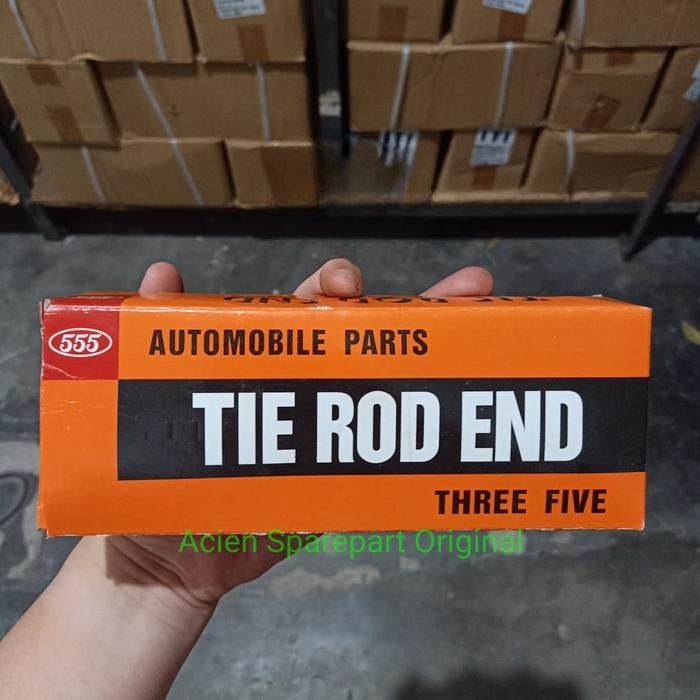 555
AUTOMOBILE PARTS
TIE ROD END
THREE FIVE
Acien Sparepart Original